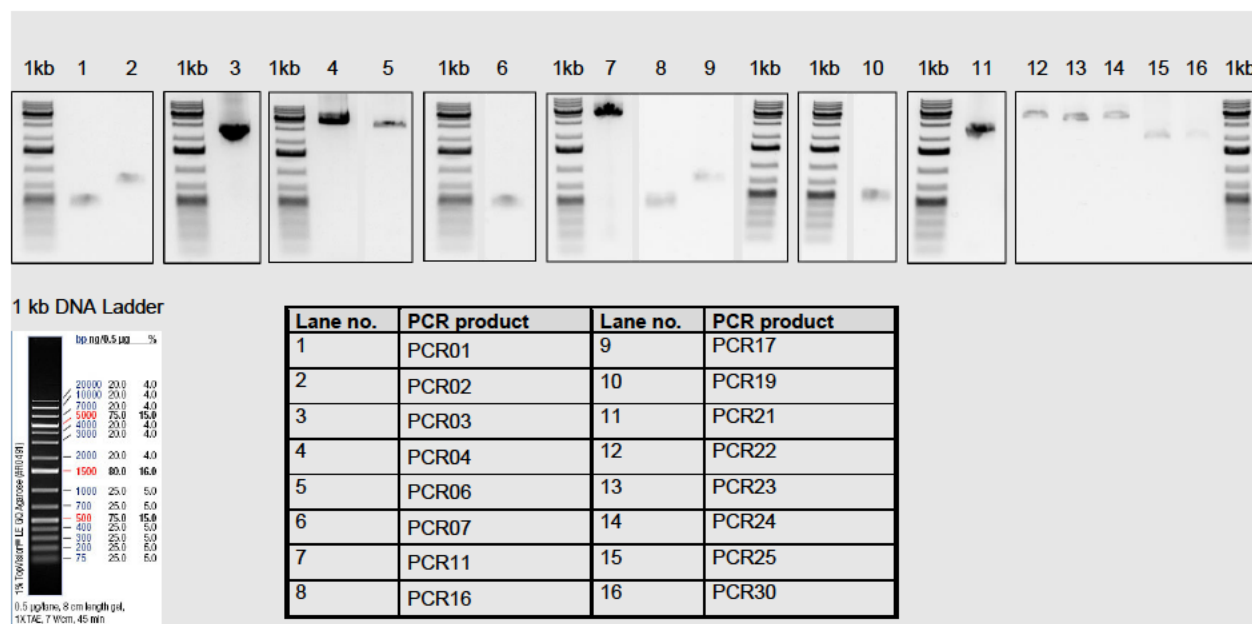 1kb 1 2 1kb 3 1kb 4 5 1kb 6 1kb 7 8 9 1kb 1kb 10 1kb 11 12 13 14 15 16 1kb
1 kb DNA Ladder
bp ng/0.5 µg %
20000 20.0 4.0
10000 20.0 4.0
7000 20.0 4.0
5000 75.0 15.0
4000 20.0 4.0
3000 20.0 4.0
2000 20.0 4.0
1500 80.0 16.0
1000 25.0 5.0
700 25.0 5.0
500 75.0 15.0
400 25.0 5.0
300 25.0 5.0
200 25.0 5.0
75 25.0 5.0
1% TopVision™ LE GQ Agarose (#R0491)
0.5 µg/lane, 8 cm length gel,
1X TAE, 7 V/cm, 45 min
Lane no. PCR product Lane no. PCR product
1 PCR01 9 PCR17
2 PCR02 10 PCR19
3 PCR03 11 PCR21
4 PCR04 12 PCR22
5 PCR06 13 PCR23
6 PCR07 14 PCR24
7 PCR11 15 PCR25
8 PCR16 16 PCR30